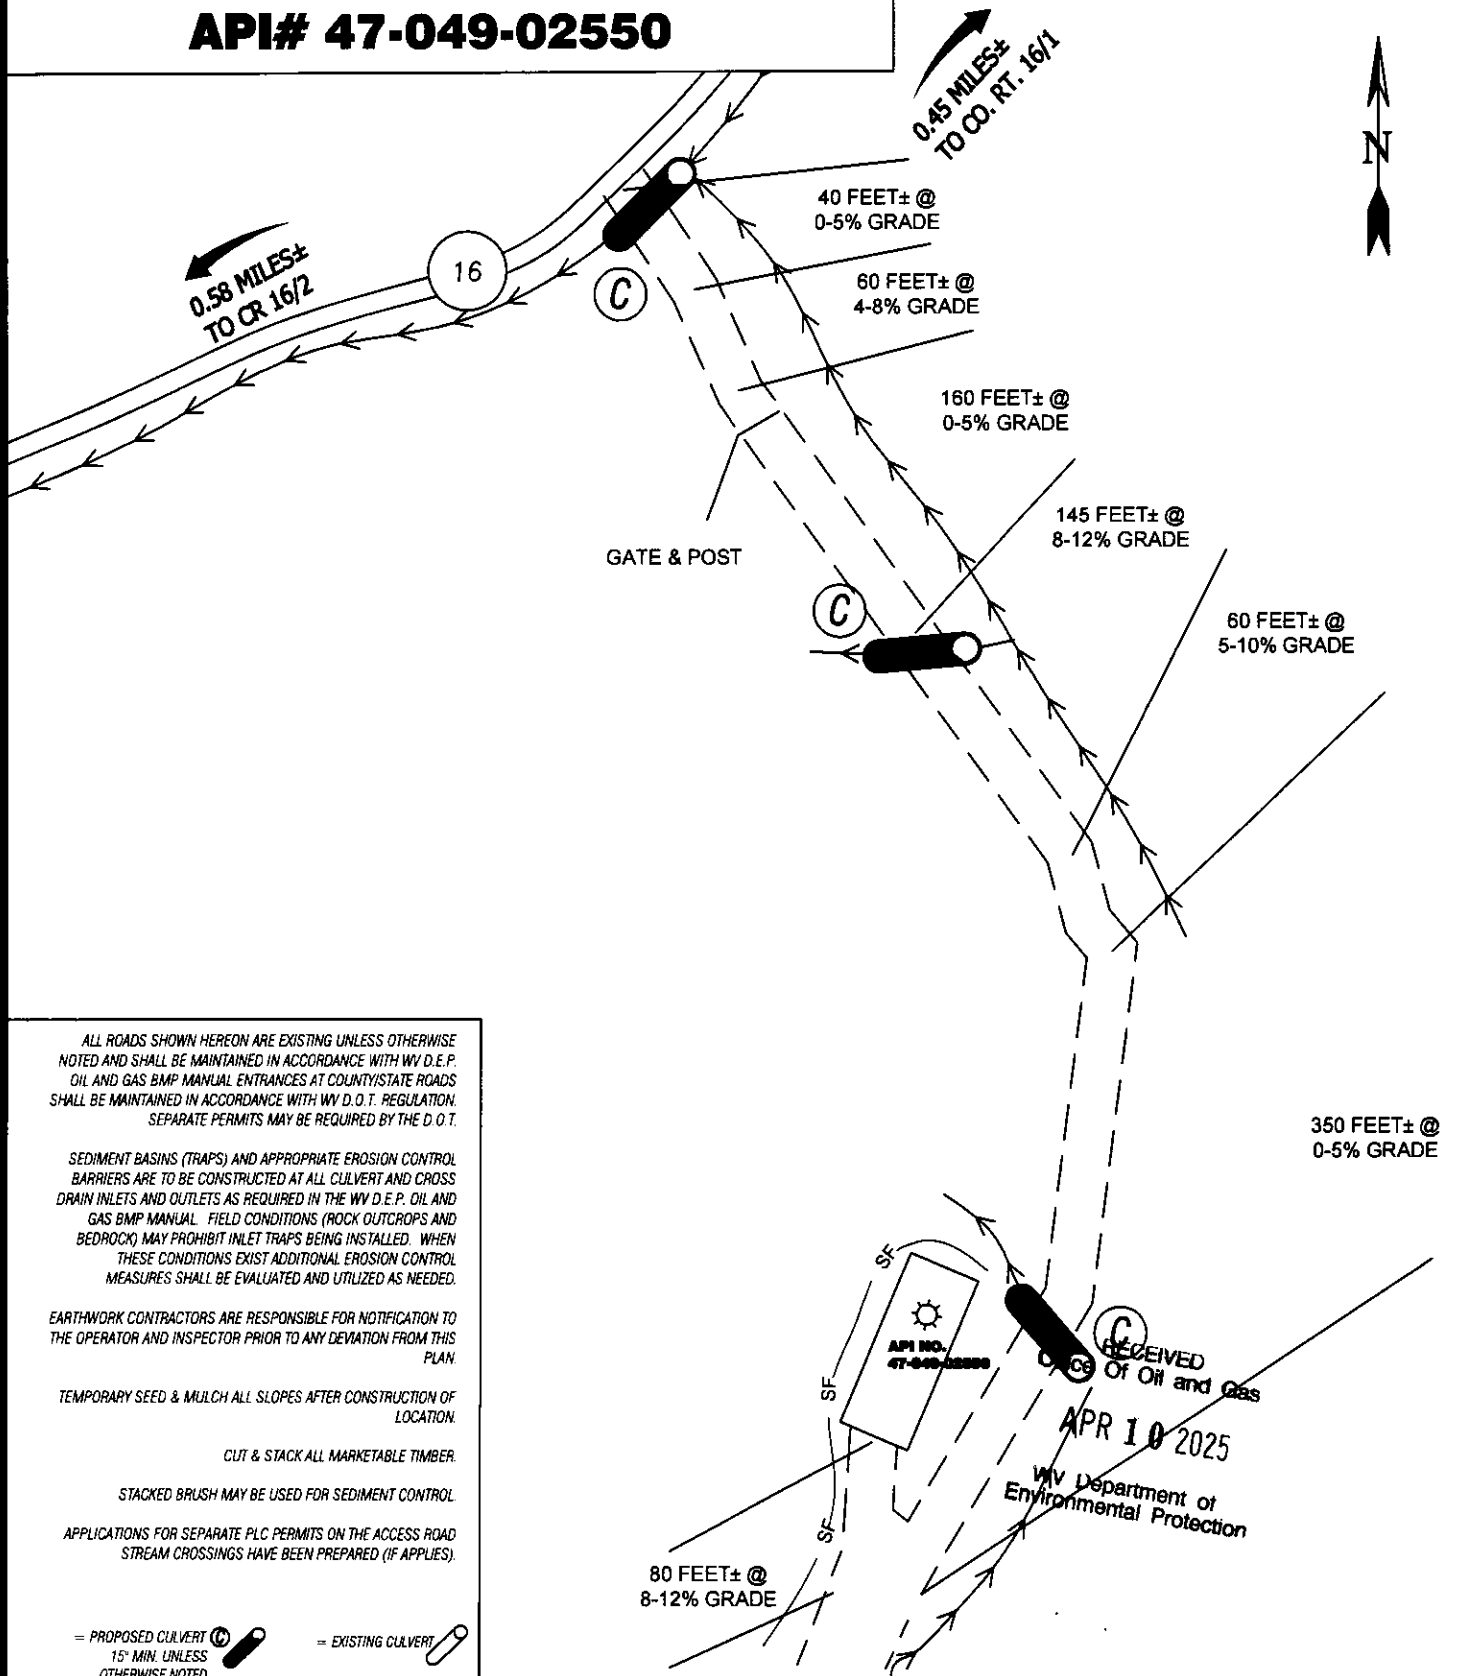 API# 47-049-02550
0.45 MILES±
TO CO. RT. 16/1
N
40 FEET± @
0-5% GRADE
16
0.58 MILES±
TO CR 16/2
C
60 FEET± @
4-8% GRADE
160 FEET± @
0-5% GRADE
145 FEET± @
8-12% GRADE
GATE & POST
C
60 FEET± @
5-10% GRADE
ALL ROADS SHOWN HEREON ARE EXISTING UNLESS OTHERWISE
NOTED AND SHALL BE MAINTAINED IN ACCORDANCE WITH WV D.E.P.
OIL AND GAS BMP MANUAL ENTRANCES AT COUNTY/STATE ROADS
SHALL BE MAINTAINED IN ACCORDANCE WITH WV D.O.T. REGULATION.
SEPARATE PERMITS MAY BE REQUIRED BY THE D.O.T.
SEDIMENT BASINS (TRAPS) AND APPROPRIATE EROSION CONTROL
BARRIERS ARE TO BE CONSTRUCTED AT ALL CULVERT AND CROSS
DRAIN INLETS AND OUTLETS AS REQUIRED IN THE WV D.E.P. OIL AND
GAS BMP MANUAL. FIELD CONDITIONS (ROCK OUTCROPS AND
BEDROCK) MAY PROHIBIT INLET TRAPS BEING INSTALLED. WHEN
THESE CONDITIONS EXIST ADDITIONAL EROSION CONTROL
MEASURES SHALL BE EVALUATED AND UTILIZED AS NEEDED.
EARTHWORK CONTRACTORS ARE RESPONSIBLE FOR NOTIFICATION TO
THE OPERATOR AND INSPECTOR PRIOR TO ANY DEVIATION FROM THIS
PLAN.
TEMPORARY SEED & MULCH ALL SLOPES AFTER CONSTRUCTION OF
LOCATION.
CUT & STACK ALL MARKETABLE TIMBER.
STACKED BRUSH MAY BE USED FOR SEDIMENT CONTROL.
APPLICATIONS FOR SEPARATE PLC PERMITS ON THE ACCESS ROAD
STREAM CROSSINGS HAVE BEEN PREPARED (IF APPLIES).
= PROPOSED CULVERT C
15" MIN. UNLESS
OTHERWISE NOTED
= EXISTING CULVERT
350 FEET± @
0-5% GRADE
SF
API NO.
47-049-02550
C
RECEIVED
Office Of Oil and Gas
SF
APR 10 2025
WV Department of
Environmental Protection
SF
80 FEET± @
8-12% GRADE